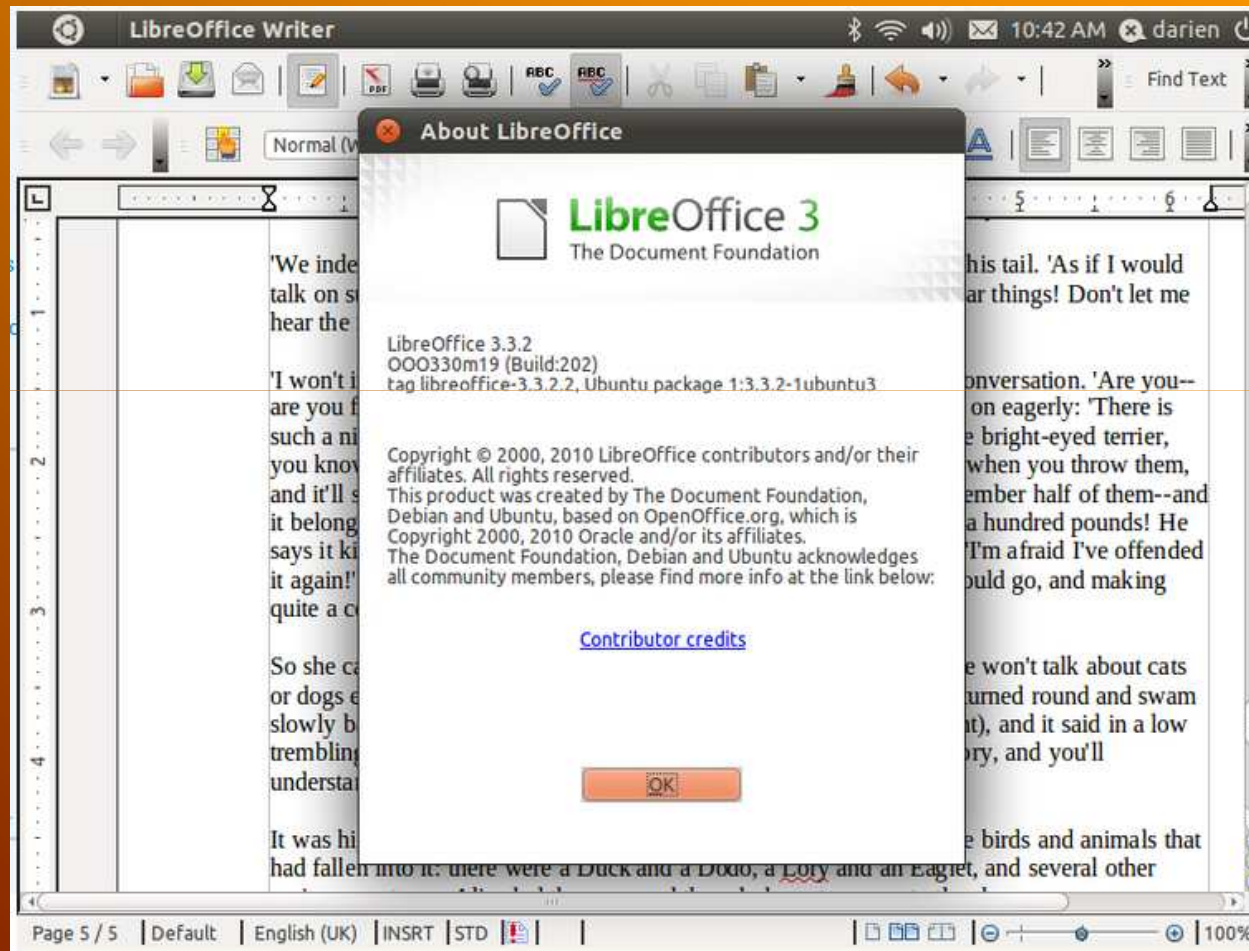 LibreOffice Writer
10:42 AM darien
PDF
ABC
ABC
Find Text
Normal
A
About LibreOffice
LibreOffice 3
The Document Foundation
5 6
'We inde
his tail. 'As if I would
talk on
ar things! Don't let me
hear the
LibreOffice 3.3.2
OOO330m19 (Build:202)
tag libreoffice-3.3.2.2, Ubuntu package 1:3.3.2-1ubuntu3
'I won't i
onversation. 'Are you--
are you f
on eagerly: 'There is
such a ni
e bright-eyed terrier,
Copyright © 2000, 2010 LibreOffice contributors and/or their
affiliates. All rights reserved.
This product was created by The Document Foundation,
Debian and Ubuntu, based on OpenOffice.org, which is
Copyright 2000, 2010 Oracle and/or its affiliates.
The Document Foundation, Debian and Ubuntu acknowledges
all community members, please find more info at the link below:
you know
when you throw them,
and it'll s
ember half of them--and
it belong
a hundred pounds! He
says it ki
'I'm afraid I've offended
it again!'
ould go, and making
quite a c
Contributor credits
So she ca
e won't talk about cats
or dogs e
urned round and swam
slowly b
nt), and it said in a low
trembling
ory, and you'll
understa
OK
It was hi
e birds and animals that
had fallen into it: there were a Duck and a Dodo, a Lory and an Eaglet, and several other
1
2
3
4
Page 5 / 5 Default English (UK) INSRT STD 100%